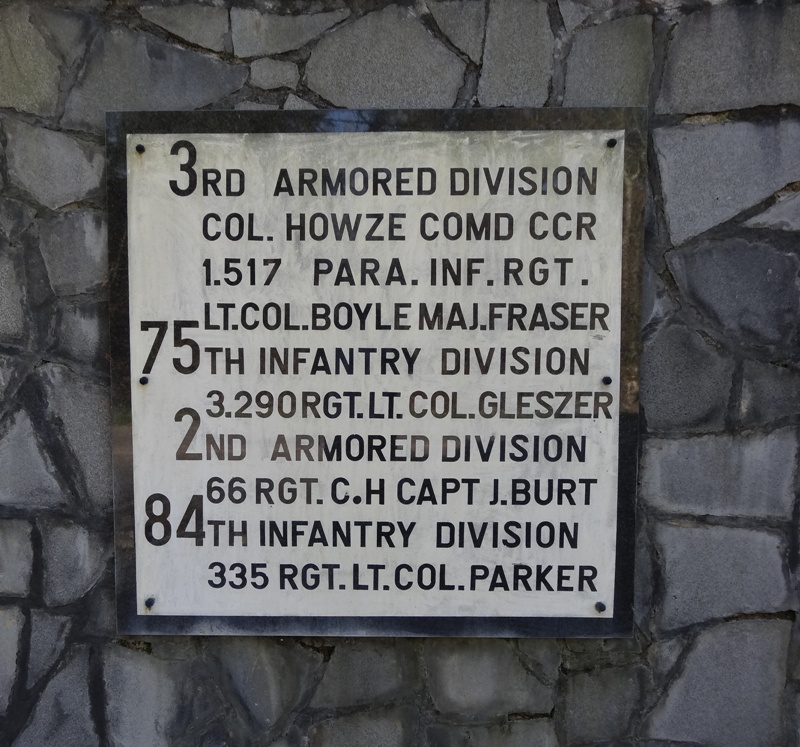 3RD ARMORED DIVISION
COL. HOWZE COMD CCR
1.517 PARA. INF. RGT.
LT.COL.BOYLE MAJ.FRASER
75TH INFANTRY DIVISION
3.290RGT.LT. COL.GLESZER
2ND ARMORED DIVISION
66 RGT. C.H CAPT J.BURT
84TH INFANTRY DIVISION
335 RGT.LT.COL.PARKER